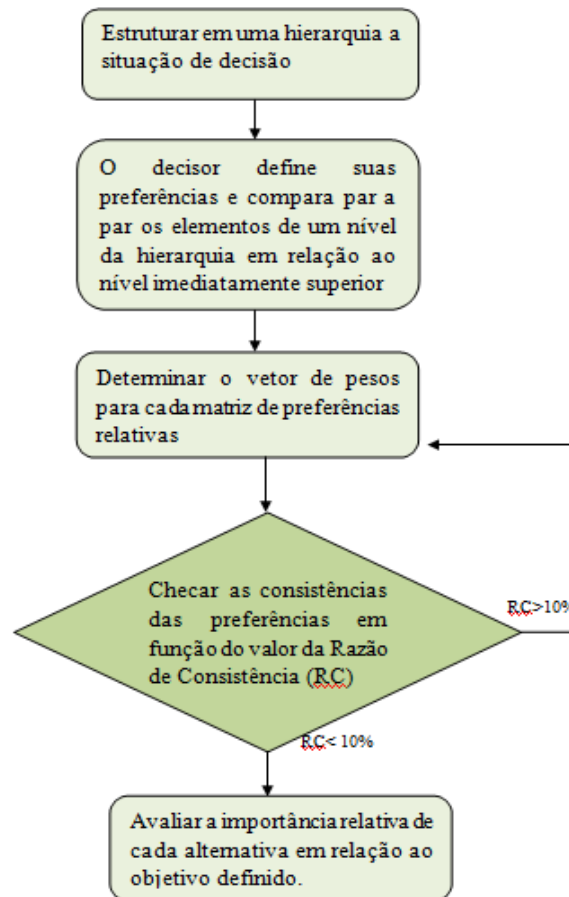 Estruturar em uma hierarquia a
situação de decisão
O decisor define suas
preferências e compara par a
par os elementos de um nível
da hierarquia em relação ao
nível imediatamente superior
Determinar o vetor de pesos
para cada matriz de preferências
relativas
Checar as consistências
das preferências em
função do valor da Razão
de Consistência (RC)
RC>10%
RC< 10%
Avaliar a importância relativa de
cada alternativa em relação ao
objetivo definido.